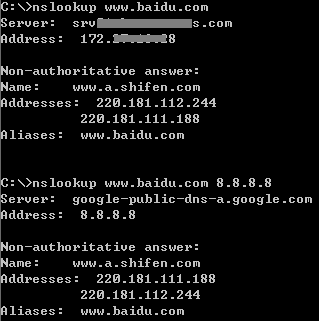 C:\>nslookup www.baidu.com
Server: srv s.com
Address: 172. 8
Non-authoritative answer:
Name: www.a.shifen.com
Addresses: 220.181.112.244
220.181.111.188
Aliases: www.baidu.com
C:\>nslookup www.baidu.com 8.8.8.8
Server: google-public-dns-a.google.com
Address: 8.8.8.8
Non-authoritative answer:
Name: www.a.shifen.com
Addresses: 220.181.111.188
220.181.112.244
Aliases: www.baidu.com